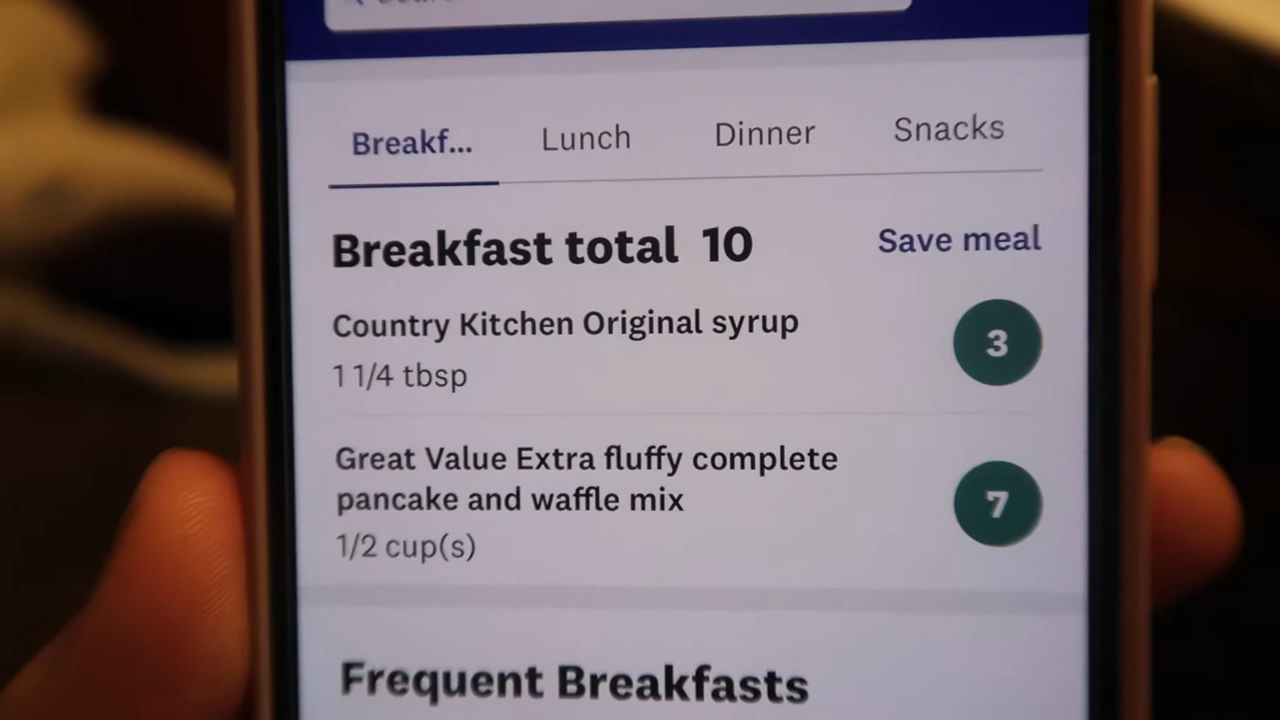 Breakf...
Lunch
Dinner
Snacks
Breakfast total 10
Save meal
Country Kitchen Original syrup
3
1 1/4 tbsp
Great Value Extra fluffy complete
pancake and waffle mix
7
1/2 cup(s)
Frequent Breakfasts